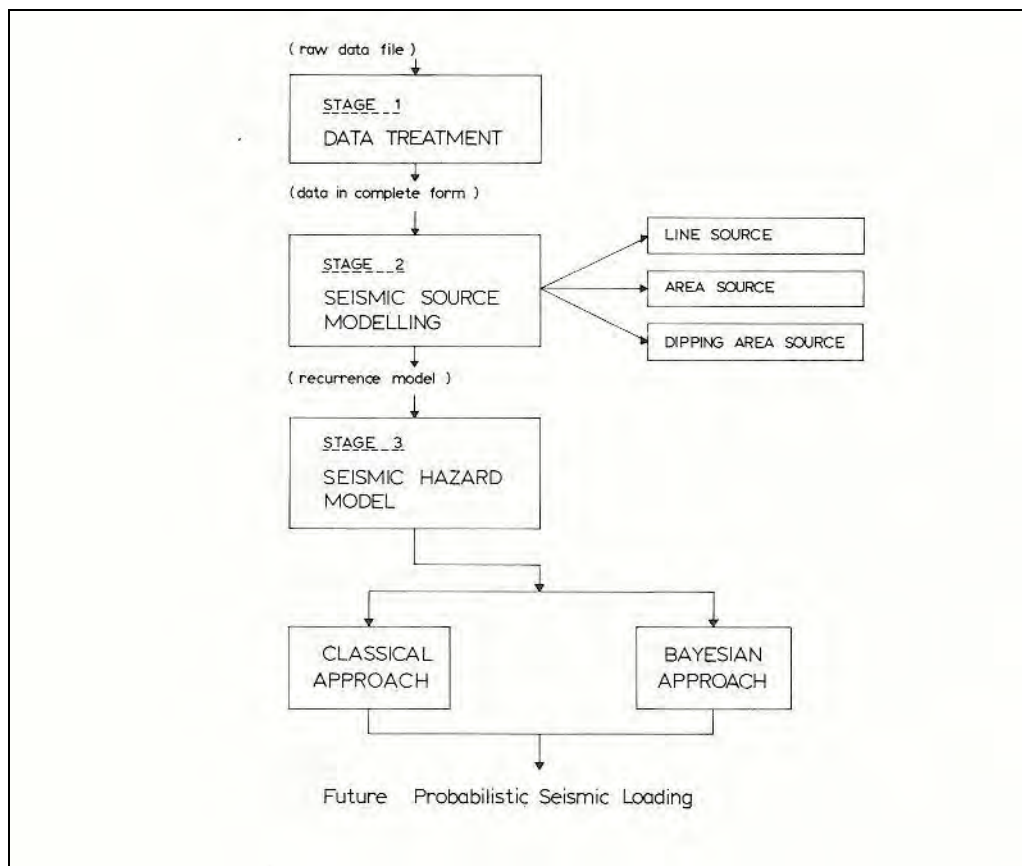 ( raw data file )
STAGE 1
DATA TREATMENT
(data in complete form )
STAGE 2
SEISMIC SOURCE
MODELLING
LINE SOURCE
AREA SOURCE
DIPPING AREA SOURCE
( recurrence model )
STAGE 3
SEISMIC HAZARD
MODEL
CLASSICAL
APPROACH
BAYESIAN
APPROACH
Future Probabilistic Seismic Loading